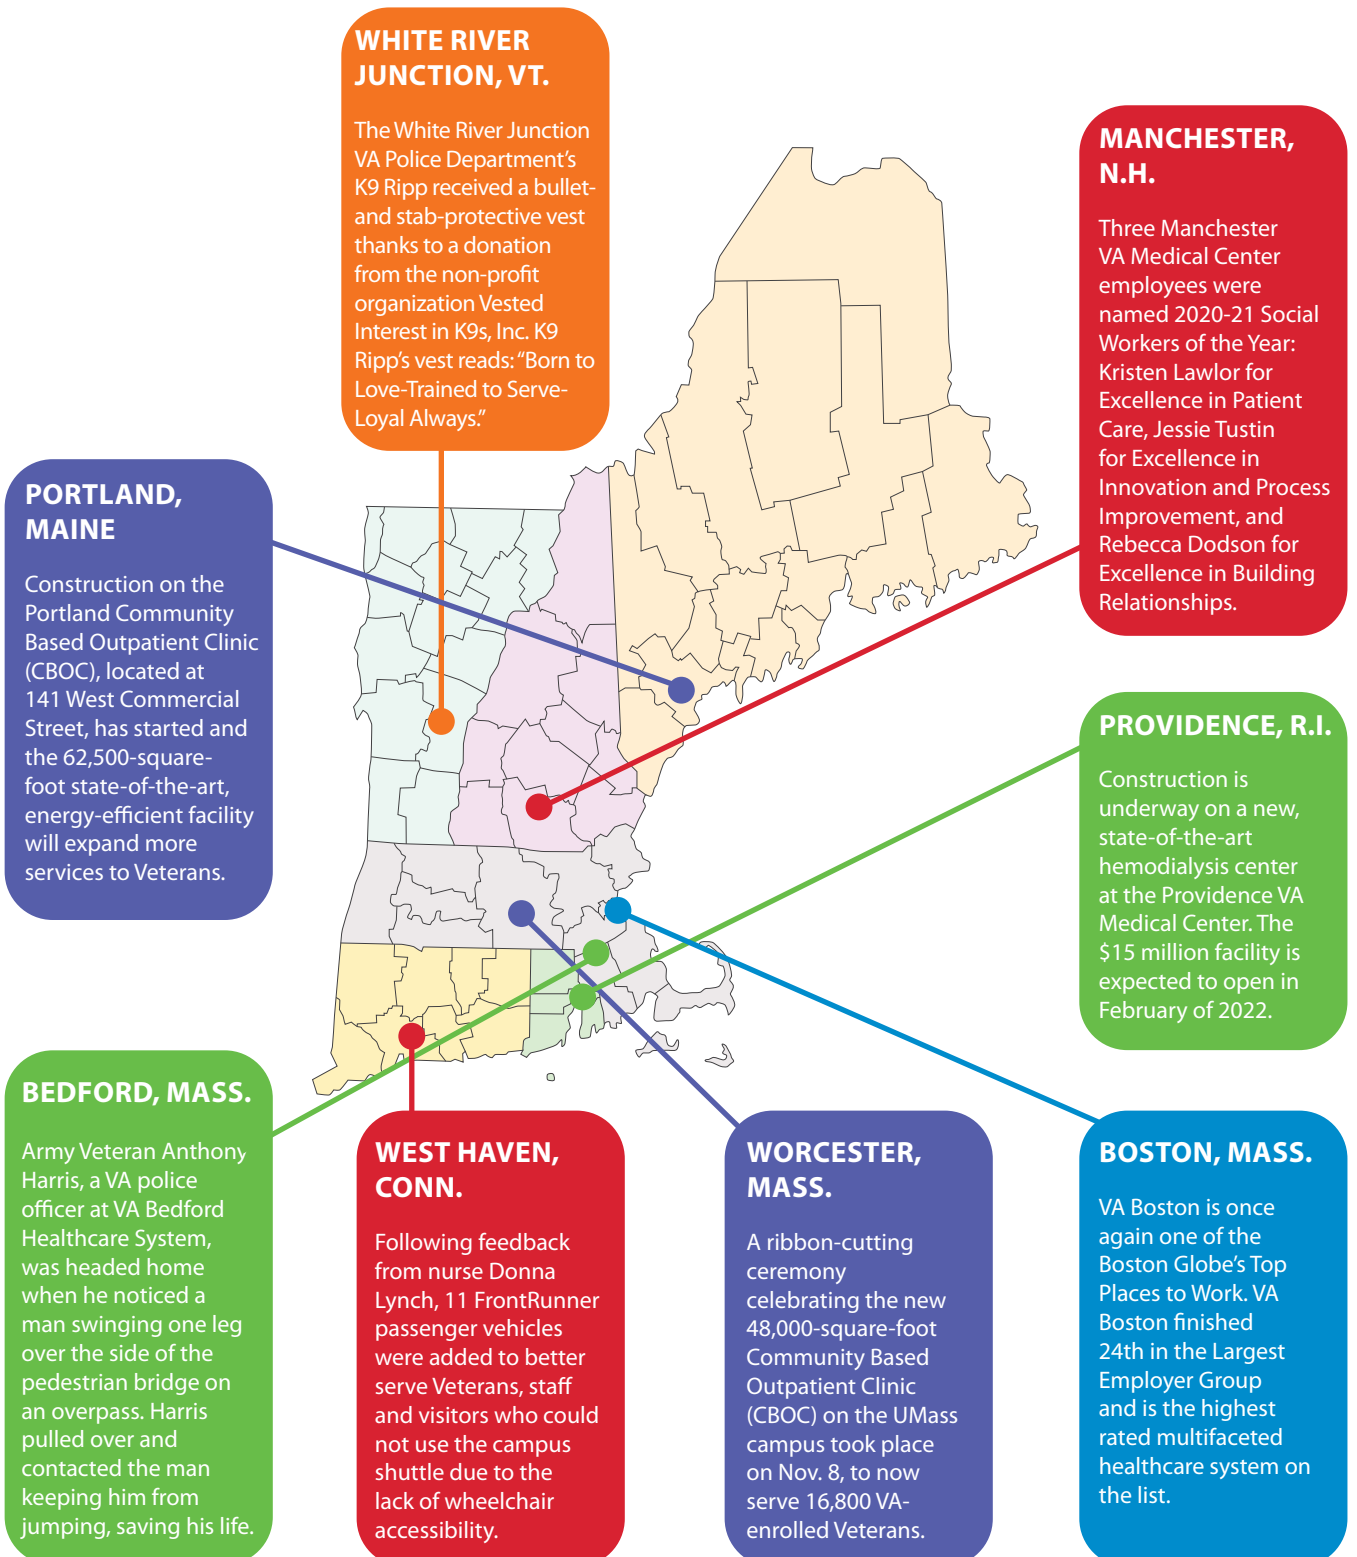 WHITE RIVER
JUNCTION, VT.
The White River Junction
VA Police Department's
K9 Ripp received a bullet-
and stab-protective vest
thanks to a donation
from the non-profit
organization Vested
Interest in K9s, Inc. K9
Ripp's vest reads: “Born to
Love-Trained to Serve-
Loyal Always.”
MANCHESTER,
N.H.
Three Manchester
VA Medical Center
employees were
named 2020-21 Social
Workers of the Year:
Kristen Lawlor for
Excellence in Patient
Care, Jessie Tustin
for Excellence in
Innovation and Process
Improvement, and
Rebecca Dodson for
Excellence in Building
Relationships.
PORTLAND,
MAINE
Construction on the
Portland Community
Based Outpatient Clinic
(CBOC), located at
141 West Commercial
Street, has started and
the 62,500-square-
foot state-of-the-art,
energy-efficient facility
will expand more
services to Veterans.
PROVIDENCE, R.I.
Construction is
underway on a new,
state-of-the-art
hemodialysis center
at the Providence VA
Medical Center. The
$15 million facility is
expected to open in
February of 2022.
BEDFORD, MASS.
Army Veteran Anthony
Harris, a VA police
officer at VA Bedford
Healthcare System,
was headed home
when he noticed a
man swinging one leg
over the side of the
pedestrian bridge on
an overpass. Harris
pulled over and
contacted the man
keeping him from
jumping, saving his life.
WEST HAVEN,
CONN.
Following feedback
from nurse Donna
Lynch, 11 FrontRunner
passenger vehicles
were added to better
serve Veterans, staff
and visitors who could
not use the campus
shuttle due to the
lack of wheelchair
accessibility.
WORCESTER,
MASS.
A ribbon-cutting
ceremony
celebrating the new
48,000-square-foot
Community Based
Outpatient Clinic
(CBOC) on the UMass
campus took place
on Nov. 8, to now
serve 16,800 VA-
enrolled Veterans.
BOSTON, MASS.
VA Boston is once
again one of the
Boston Globe's Top
Places to Work. VA
Boston finished
24th in the Largest
Employer Group
and is the highest
rated multifaceted
healthcare system on
the list.